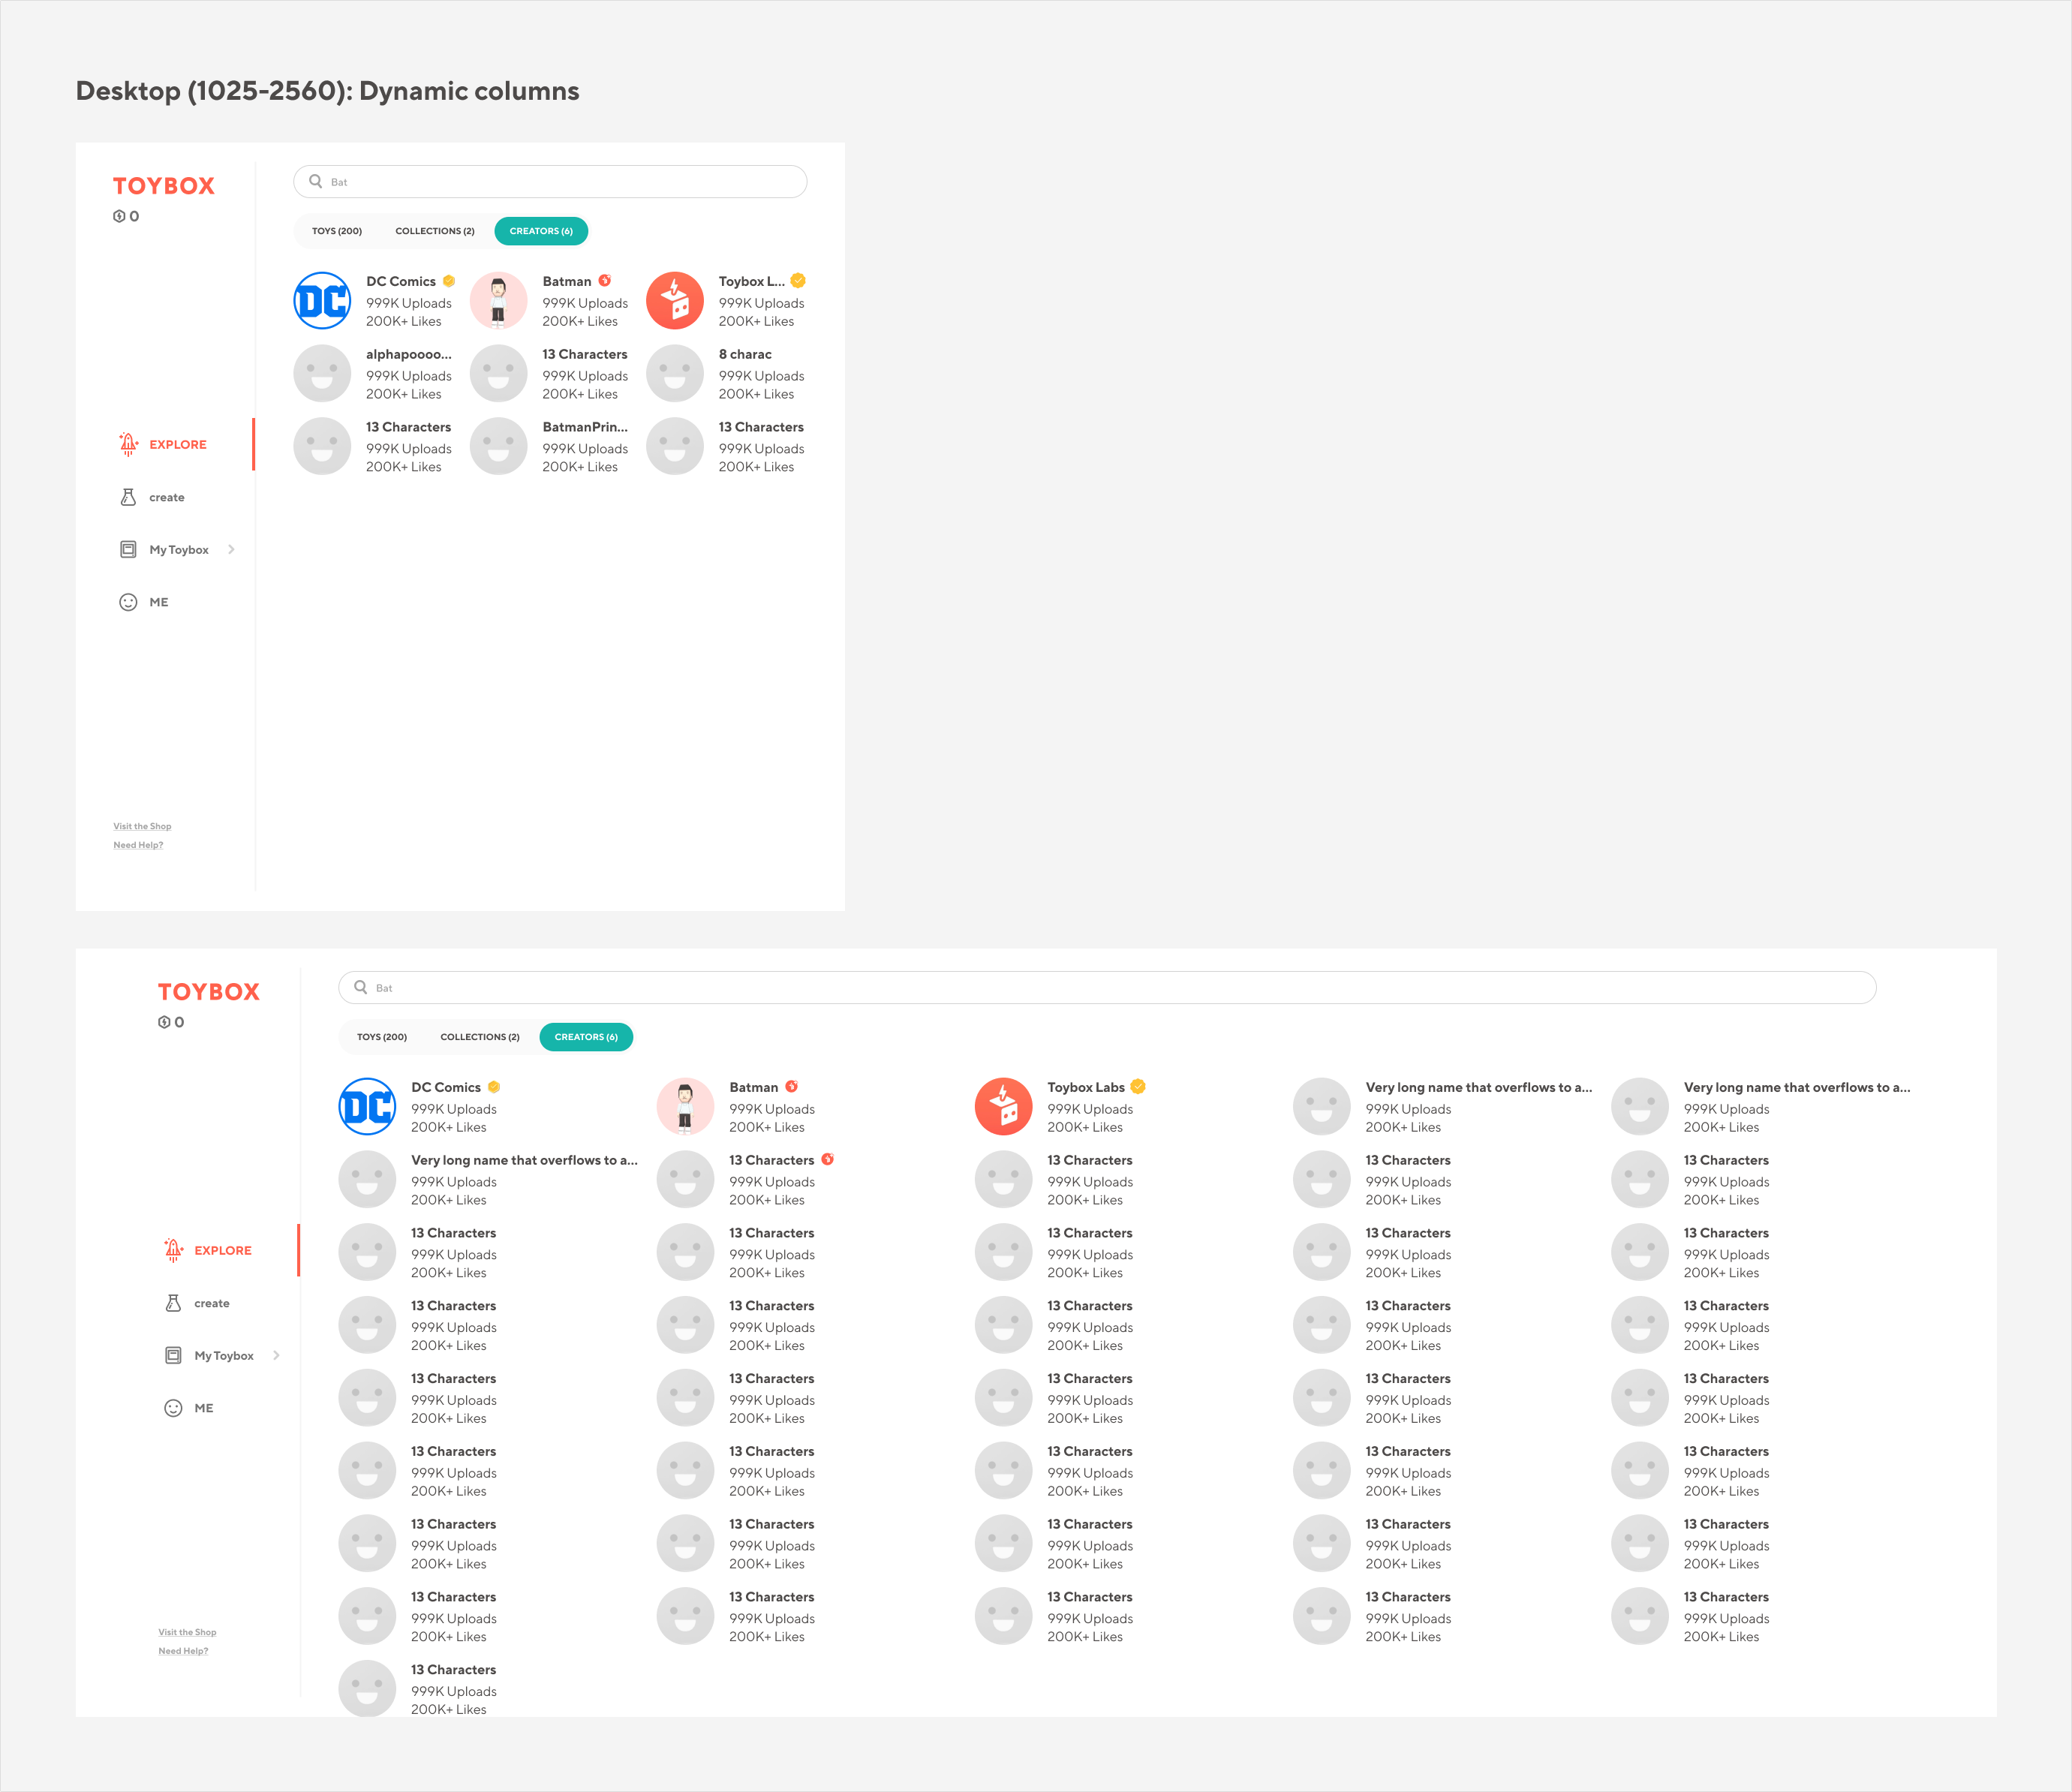 Desktop (1025-2560): Dynamic columns
TOYBOX
0
Bat
TOYS (200) COLLECTIONS (2) CREATORS (6)
DC Comics Batman Toybox L...
999K Uploads 999K Uploads 999K Uploads
200K+ Likes 200K+ Likes 200K+ Likes
alphapoooo... 13 Characters 8 charac
999K Uploads 999K Uploads 999K Uploads
200K+ Likes 200K+ Likes 200K+ Likes
13 Characters BatmanPrin... 13 Characters
999K Uploads 999K Uploads 999K Uploads
200K+ Likes 200K+ Likes 200K+ Likes
DC
EXPLORE
create
My Toybox
ME
Visit the Shop
Need Help?
TOYBOX
0
Bat
TOYS (200) COLLECTIONS (2) CREATORS (6)
DC
DC Comics Batman Toybox Labs Very long name that overflows to a... Very long name that overflows to a...
999K Uploads 999K Uploads 999K Uploads 999K Uploads 999K Uploads
200K+ Likes 200K+ Likes 200K+ Likes 200K+ Likes 200K+ Likes
Very long name that overflows to a... 13 Characters 13 Characters 13 Characters 13 Characters
999K Uploads 999K Uploads 999K Uploads 999K Uploads 999K Uploads
200K+ Likes 200K+ Likes 200K+ Likes 200K+ Likes 200K+ Likes
13 Characters 13 Characters 13 Characters 13 Characters 13 Characters
999K Uploads 999K Uploads 999K Uploads 999K Uploads 999K Uploads
200K+ Likes 200K+ Likes 200K+ Likes 200K+ Likes 200K+ Likes
13 Characters 13 Characters 13 Characters 13 Characters 13 Characters
999K Uploads 999K Uploads 999K Uploads 999K Uploads 999K Uploads
200K+ Likes 200K+ Likes 200K+ Likes 200K+ Likes 200K+ Likes
13 Characters 13 Characters 13 Characters 13 Characters 13 Characters
999K Uploads 999K Uploads 999K Uploads 999K Uploads 999K Uploads
200K+ Likes 200K+ Likes 200K+ Likes 200K+ Likes 200K+ Likes
13 Characters 13 Characters 13 Characters 13 Characters 13 Characters
999K Uploads 999K Uploads 999K Uploads 999K Uploads 999K Uploads
200K+ Likes 200K+ Likes 200K+ Likes 200K+ Likes 200K+ Likes
13 Characters 13 Characters 13 Characters 13 Characters 13 Characters
999K Uploads 999K Uploads 999K Uploads 999K Uploads 999K Uploads
200K+ Likes 200K+ Likes 200K+ Likes 200K+ Likes 200K+ Likes
13 Characters 13 Characters 13 Characters 13 Characters 13 Characters
999K Uploads 999K Uploads 999K Uploads 999K Uploads 999K Uploads
200K+ Likes 200K+ Likes 200K+ Likes 200K+ Likes 200K+ Likes
13 Characters
999K Uploads
200K+ Likes
EXPLORE
create
My Toybox
ME
Visit the Shop
Need Help?